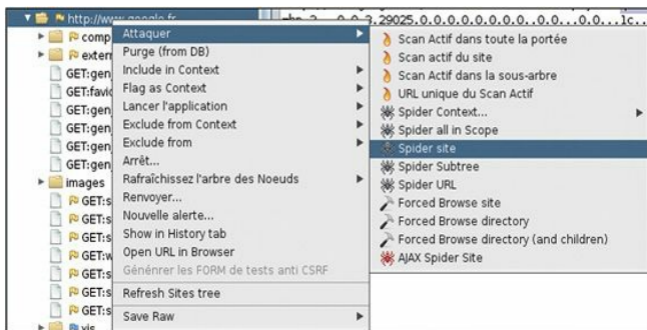 http://www.google.fr
comp
extern
GET:gen
GET:favic
GET:gen
GET:gen
GET:gen
GET:gen
images
GET:s
GET:s
GET:s
GET:w
GET:s
GET:s
GET:s
vis
Attaquer
Purge (from DB)
Include in Context
Flag as Context
Lancer l'application
Exclude from Context
Exclude from
Arrêt...
Rafraîchissez l'arbre des Noeuds
Renvoyer...
Nouvelle alerte...
Show in History tab
Open URL in Browser
Générer les FORM de tests anti CSRF
Refresh Sites tree
Save Raw
Scan Actif dans toute la portée
Scan actif du site
Scan Actif dans la sous-arbre
URL unique du Scan Actif
Spider Context...
Spider all in Scope
Spider site
Spider Subtree
Spider URL
Forced Browse site
Forced Browse directory
Forced Browse directory (and children)
AJAX Spider Site